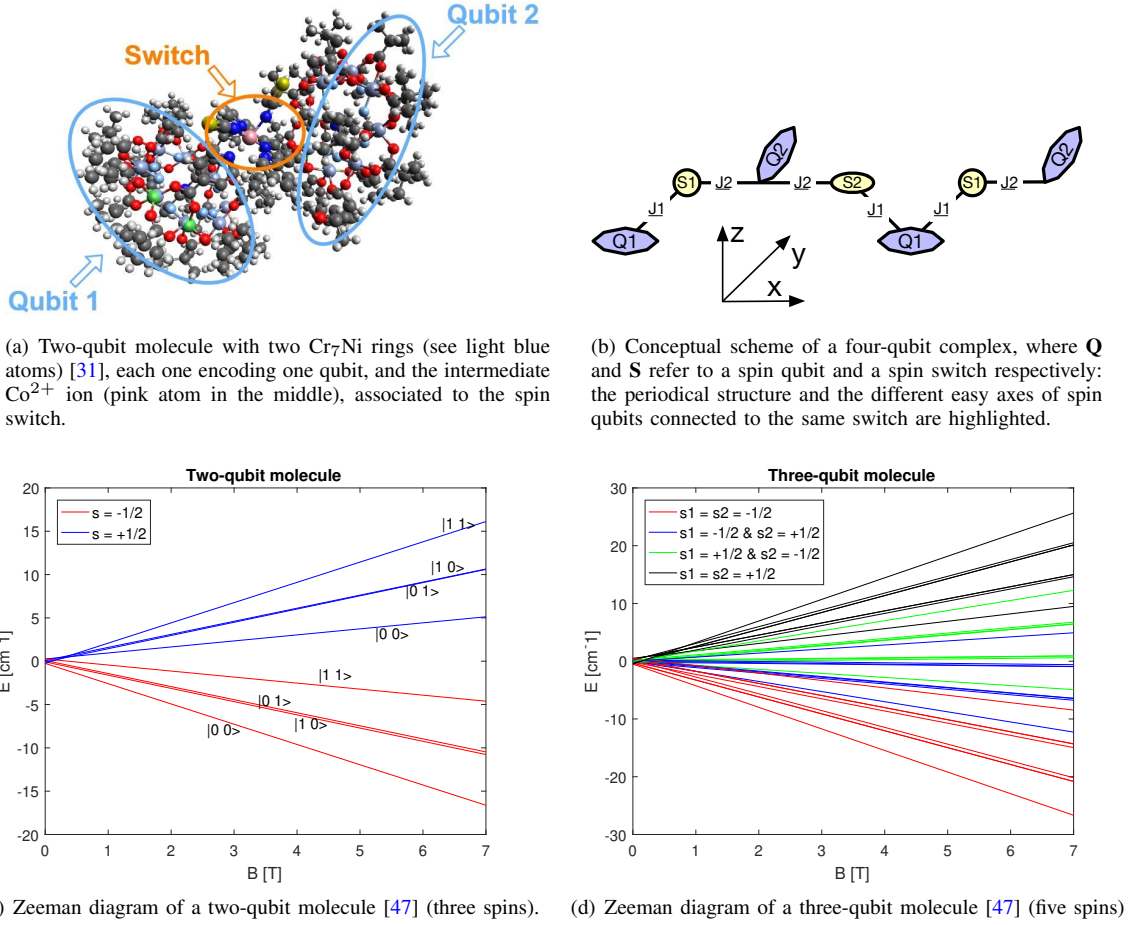 Qubit 2
Switch
Qubit 1
Q2
Q2
S1
J2
J2
S2
S1
J2
J1
J1
J1
Q1
Q1
z
y
x
(a) Two-qubit molecule with two Cr₇Ni rings (see light blue
atoms) [31], each one encoding one qubit, and the intermediate
Co²⁺ ion (pink atom in the middle), associated to the spin
switch.
(b) Conceptual scheme of a four-qubit complex, where Q
and S refer to a spin qubit and a spin switch respectively:
the periodical structure and the different easy axes of spin
qubits connected to the same switch are highlighted.
Two-qubit molecule
20
15
10
5
0
-5
-10
-15
-20
E [cm⁻¹]
s = -1/2
s = +1/2
|1 1>
|1 0>
|0 1>
|0 0>
|1 1>
|0 1>
|1 0>
|0 0>
0 1 2 3 4 5 6 7
B [T]
) Zeeman diagram of a two-qubit molecule [47] (three spins).
Three-qubit molecule
30
20
10
0
-10
-20
-30
E [cm⁻¹]
s1 = s2 = -1/2
s1 = -1/2 & s2 = +1/2
s1 = +1/2 & s2 = -1/2
s1 = s2 = +1/2
0 1 2 3 4 5 6 7
B [T]
(d) Zeeman diagram of a three-qubit molecule [47] (five spins)